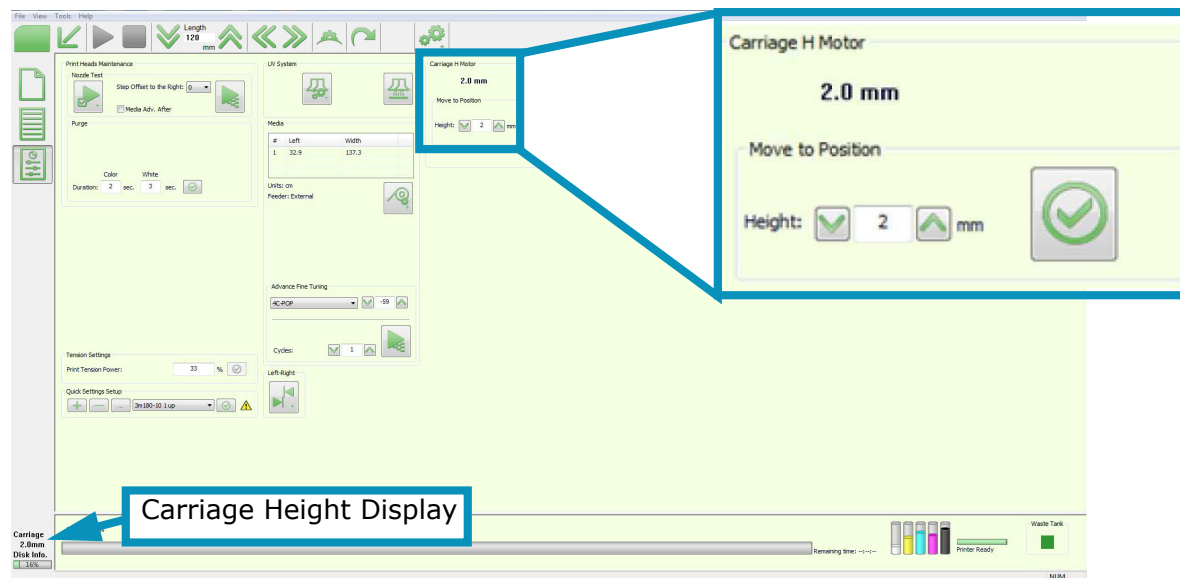 File View Tools Help
Length
120
mm
Print Heads Maintenance
Nozzle Test
Step Offset to the Right: 0
Media Adv. After
Purge
Color White
Duration: 2 sec. 3 sec.
Tension Settings
Print Tension Power: 33 %
Quick Settings Setup
... 3m180-10 1 up
UV System
Media
# Left Width
1 32.9 137.3
Units: cm
Feeder: External
Advance Fine Tuning
4C-POP -59
Cycles: 1
Left-Right
Carriage H Motor
2.0 mm
Move to Position
Height: 2 mm
Carriage H Motor
2.0 mm
Move to Position
Height: 2 mm
Carriage Height Display
Carriage
2.0mm
Disk Info.
16%
Remaining time: --:--:--
Printer Ready
Waste Tank
NUM